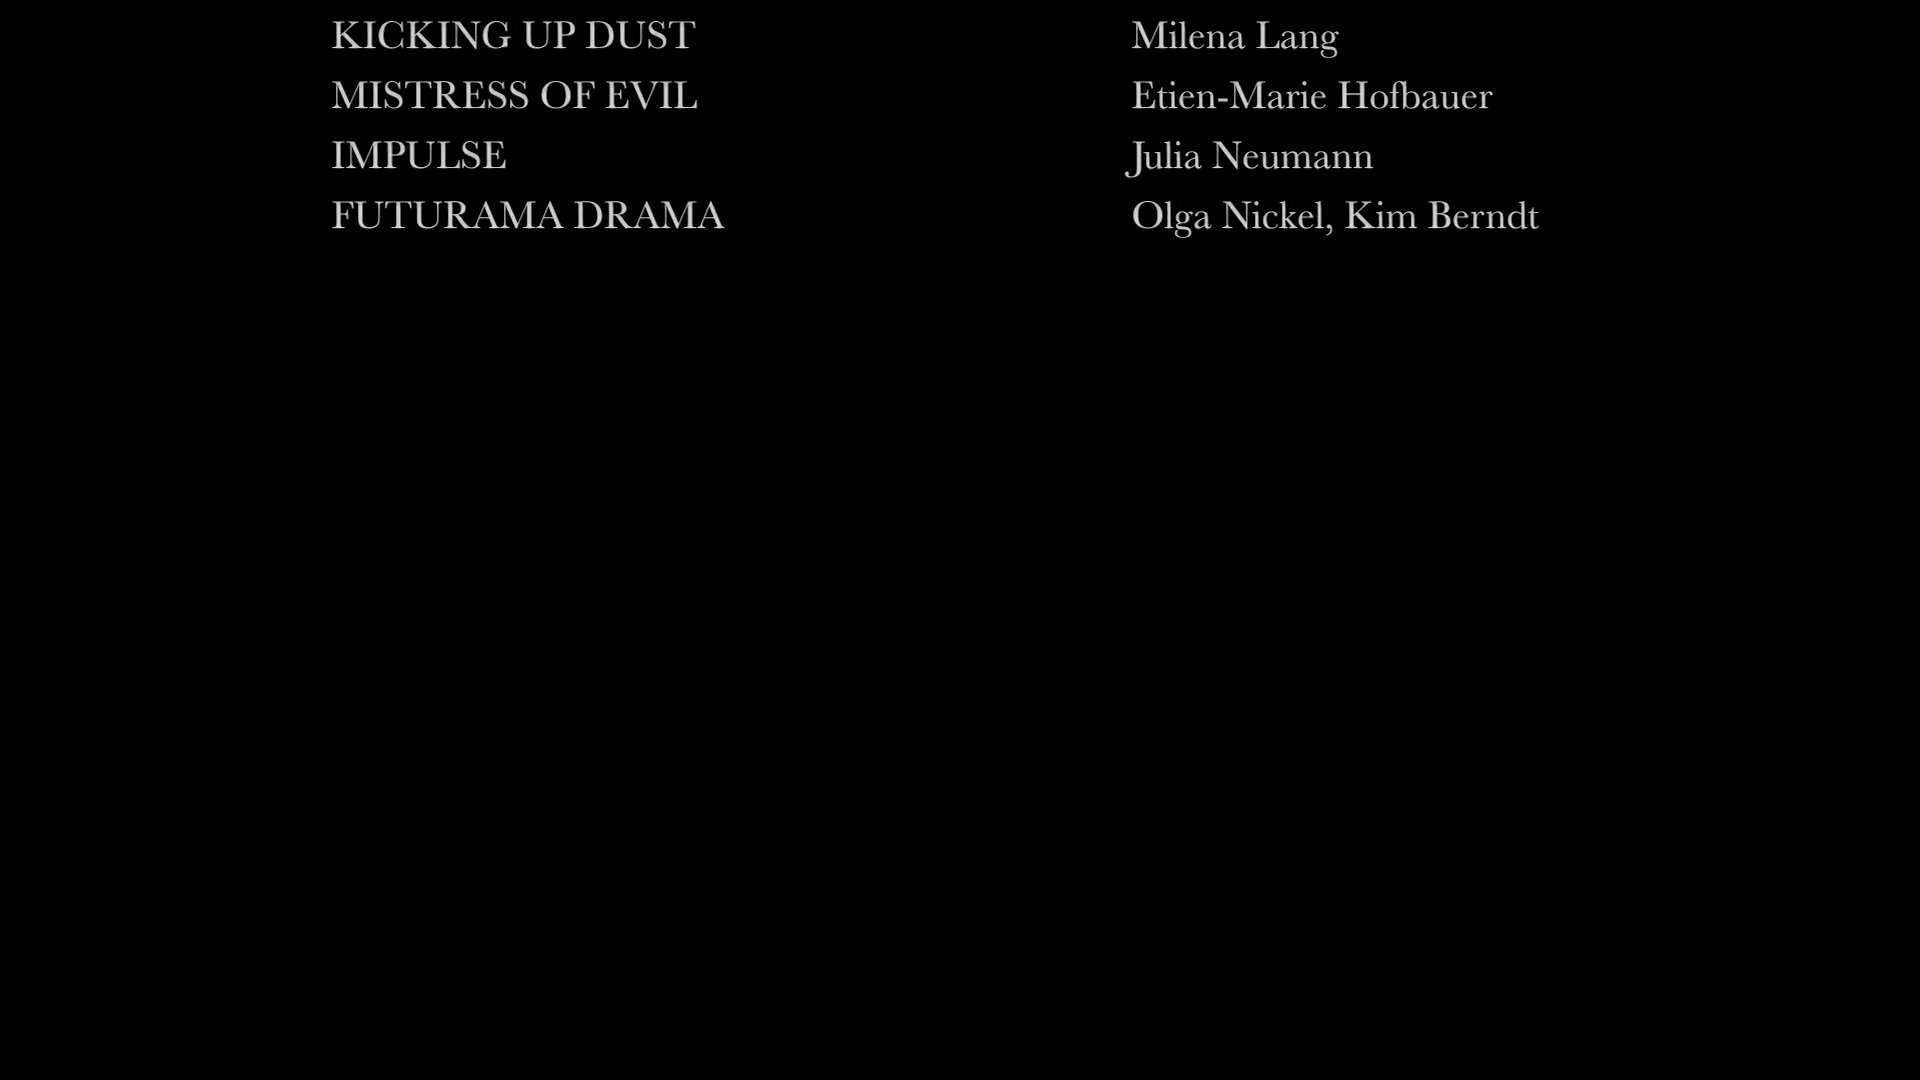 KICKING UP DUST Milena Lang
MISTRESS OF EVIL Etien-Marie Hofbauer
IMPULSE Julia Neumann
FUTURAMA DRAMA Olga Nickel, Kim Berndt